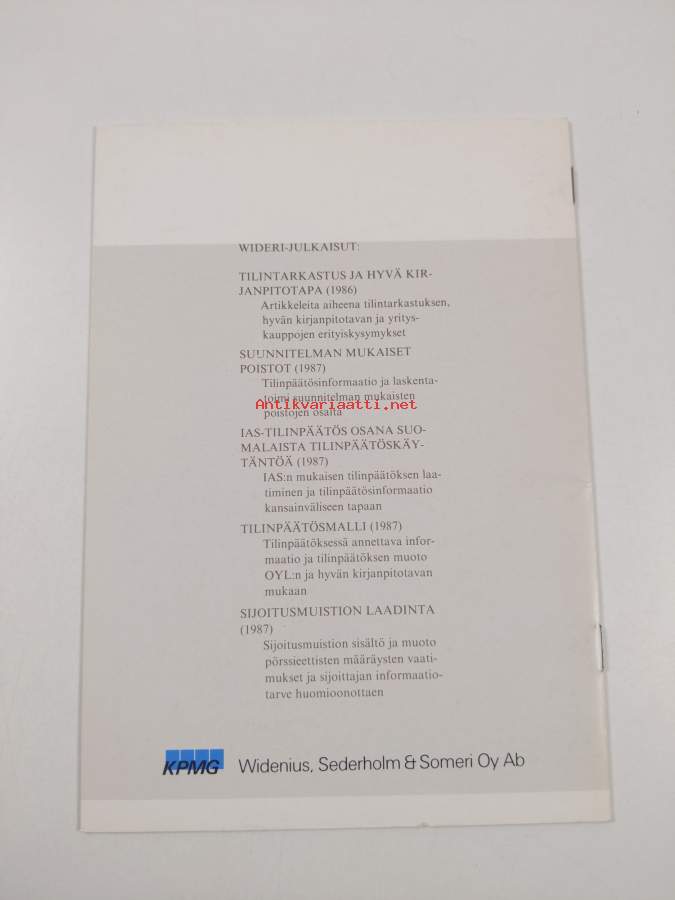 WIDERI-JULKAISUT:
TILINTARKASTUS JA HYVÄ KIR-
JANPITOTAPA (1986)
Artikkeleita aiheena tilintarkastuksen,
hyvän kirjanpitotavan ja yritys-
kauppojen erityiskysymykset
SUUNNITELMAN MUKAISET
POISTOT (1987)
Tilinpäätösinformaatio ja laskenta-
toimi suunnitelman mukaisten
Antikvariaatti.net
poistojen osalta
IAS-TILINPÄÄTÖS OSANA SUO-
MALAISTA TILINPÄÄTÖSKÄY-
TÄNTÖÄ (1987)
IAS:n mukaisen tilinpäätöksen laa-
timinen ja tilinpäätösinformaatio
kansainväliseen tapaan
TILINPÄÄTÖSMALLI (1987)
Tilinpäätöksessä annettava infor-
maatio ja tilinpäätöksen muoto
OYL:n ja hyvän kirjanpitotavan
mukaan
SIJOITUSMUISTION LAADINTA
(1987)
Sijoitusmuistion sisältö ja muoto
pörssieettisten määräysten vaati-
mukset ja sijoittajan informaatio-
tarve huomioonottaen
KPMG Widenius, Sederholm & Someri Oy Ab